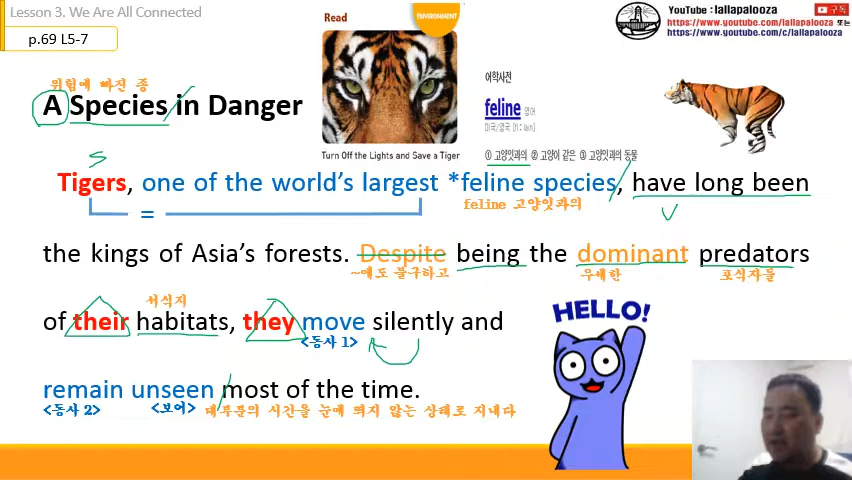 Lesson 3. We Are All Connected
p.69 L5-7
Read
ENVIRONMENT
YouTube : lallapalooza 구독
https://www.youtube/lallapalooza 또는
https://www.youtube/c/lallapalooza
위험에 빠진 종
A Species in Danger
어학사전
feline 영어
미국/영국 [fiːlain]
① 고양잇과의 ② 고양이 같은 ③ 고양잇과의 동물
Turn Off the Lights and Save a Tiger
S
Tigers, one of the world's largest *feline species, have long been
= feline 고양잇과의 V
the kings of Asia's forests. Despite being the dominant predators
~에도 불구하고 우세한 포식자들
서식지
of their habitats, they move silently and
<동사 1>
HELLO!
remain unseen most of the time.
<동사 2> <보어> 대부분의 시간을 눈에 띄지 않는 상태로 지내다